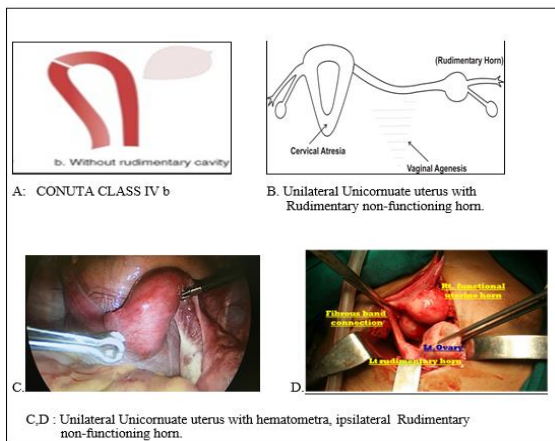 b. Without rudimentary cavity
A: CONUTA CLASS IV b
(Rudimentary Horn)
Cervical Atresia
Vaginal Agenesis
B. Unilateral Unicornuate uterus with
Rudimentary non-functioning horn.
C.
Rt. functional
uterine horn
Fibrous band
connection
Lt. Ovary
Lt rudimentary horn
D.
C,D : Unilateral Unicornuate uterus with hematometra, ipsilateral Rudimentary
non-functioning horn.